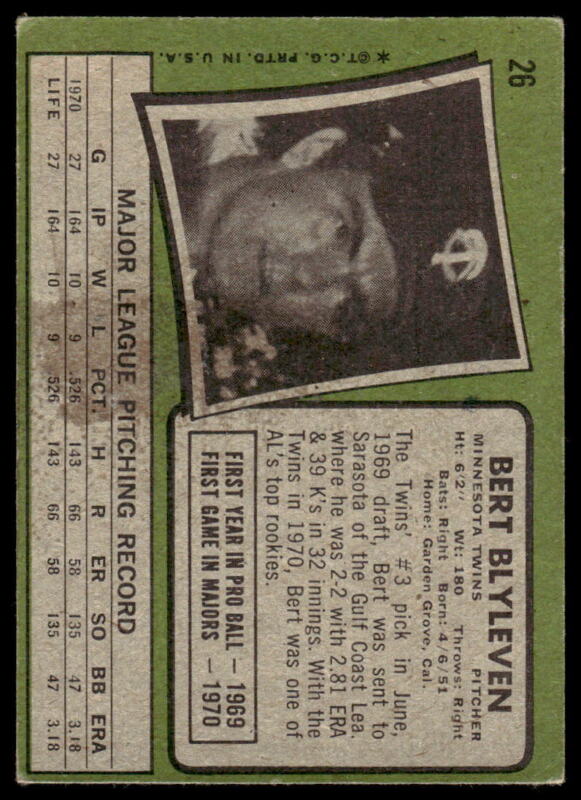 26
*©T.C.G. PRTD. IN U.S.A.
BERT BLYLEVEN
MINNESOTA TWINS PITCHER
Ht: 6'2" Wt: 180 Throws: Right
Bats: Right Born: 4/6/51
Home: Garden Grove, Cal.
The Twins' #3 pick in June,
1969 draft, Bert was sent to
Sarasota of the Gulf Coast Lea.
where he was 2-2 with 2.81 ERA
& 39 K's in 32 innings. With the
Twins in 1970, Bert was one of
AL's top rookies.
FIRST YEAR IN PRO BALL — 1969
FIRST GAME IN MAJORS — 1970
MAJOR LEAGUE PITCHING RECORD
G IP W L PCT. H R ER SO BB ERA
1970 27 164 10 9 .526 143 66 58 135 47 3.18
LIFE 27 164 10 9 .526 143 66 58 135 47 3.18